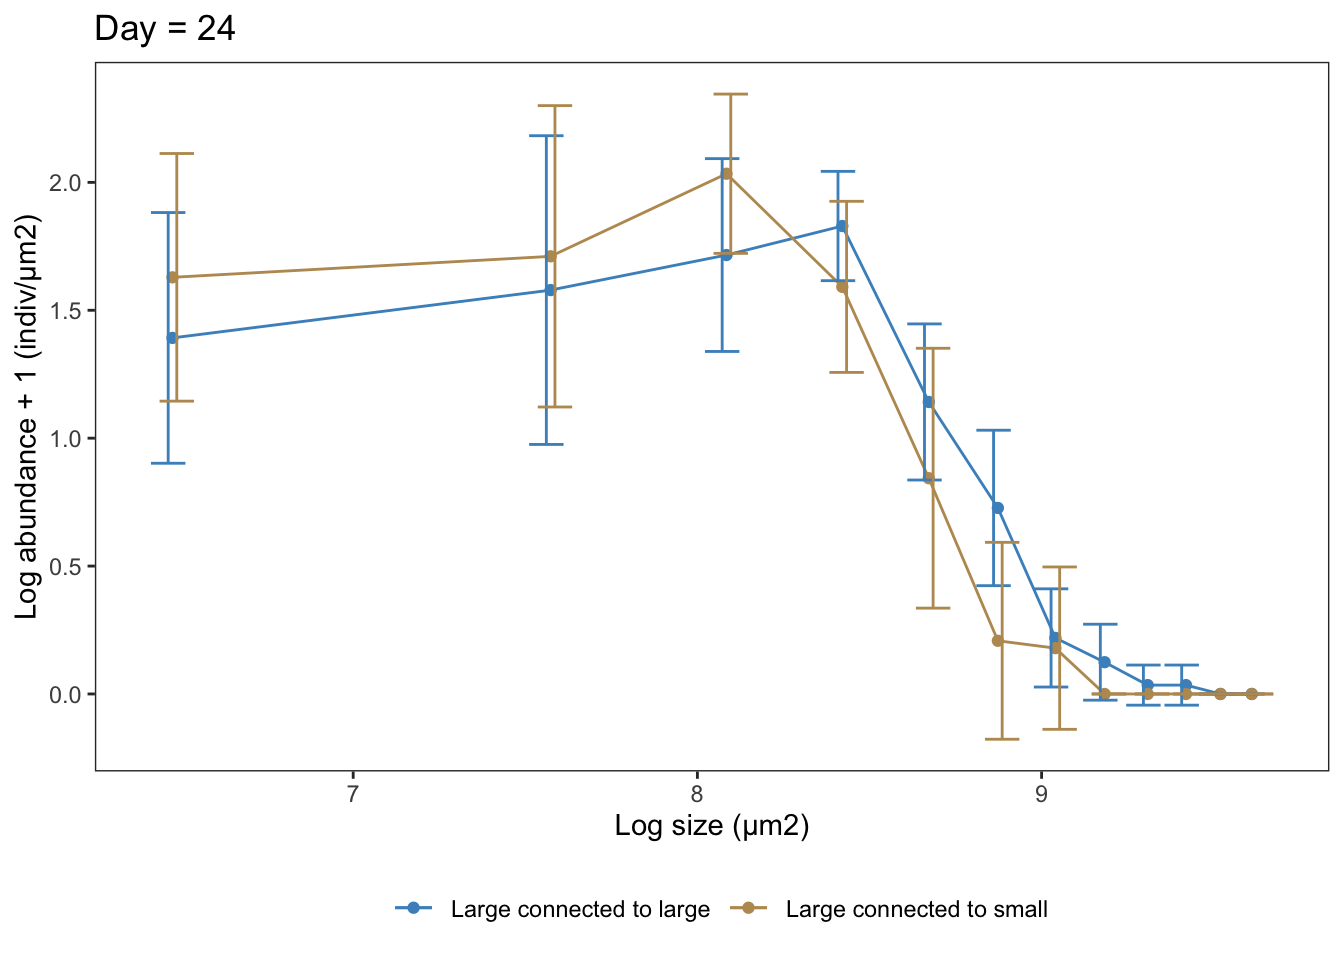 Day = 24
Log abundance + 1 (indiv/µm2)
2.0
1.5
1.0
0.5
0.0
7 8 9
Log size (µm2)
Large connected to large Large connected to small